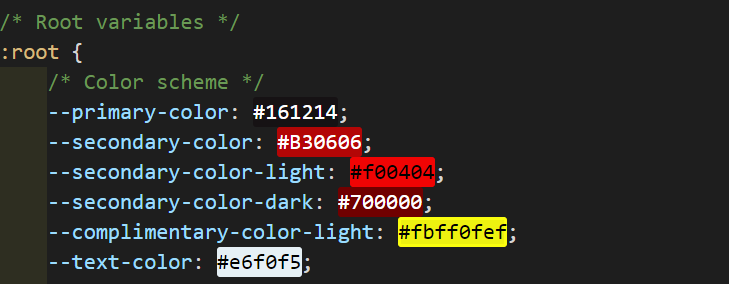 /* Root variables */
:root {
/* Color scheme */
--primary-color: #161214;
--secondary-color: #B30606;
--secondary-color-light: #f00404;
--secondary-color-dark: #700000;
--complimentary-color-light: #fbff0fef;
--text-color: #e6f0f5;